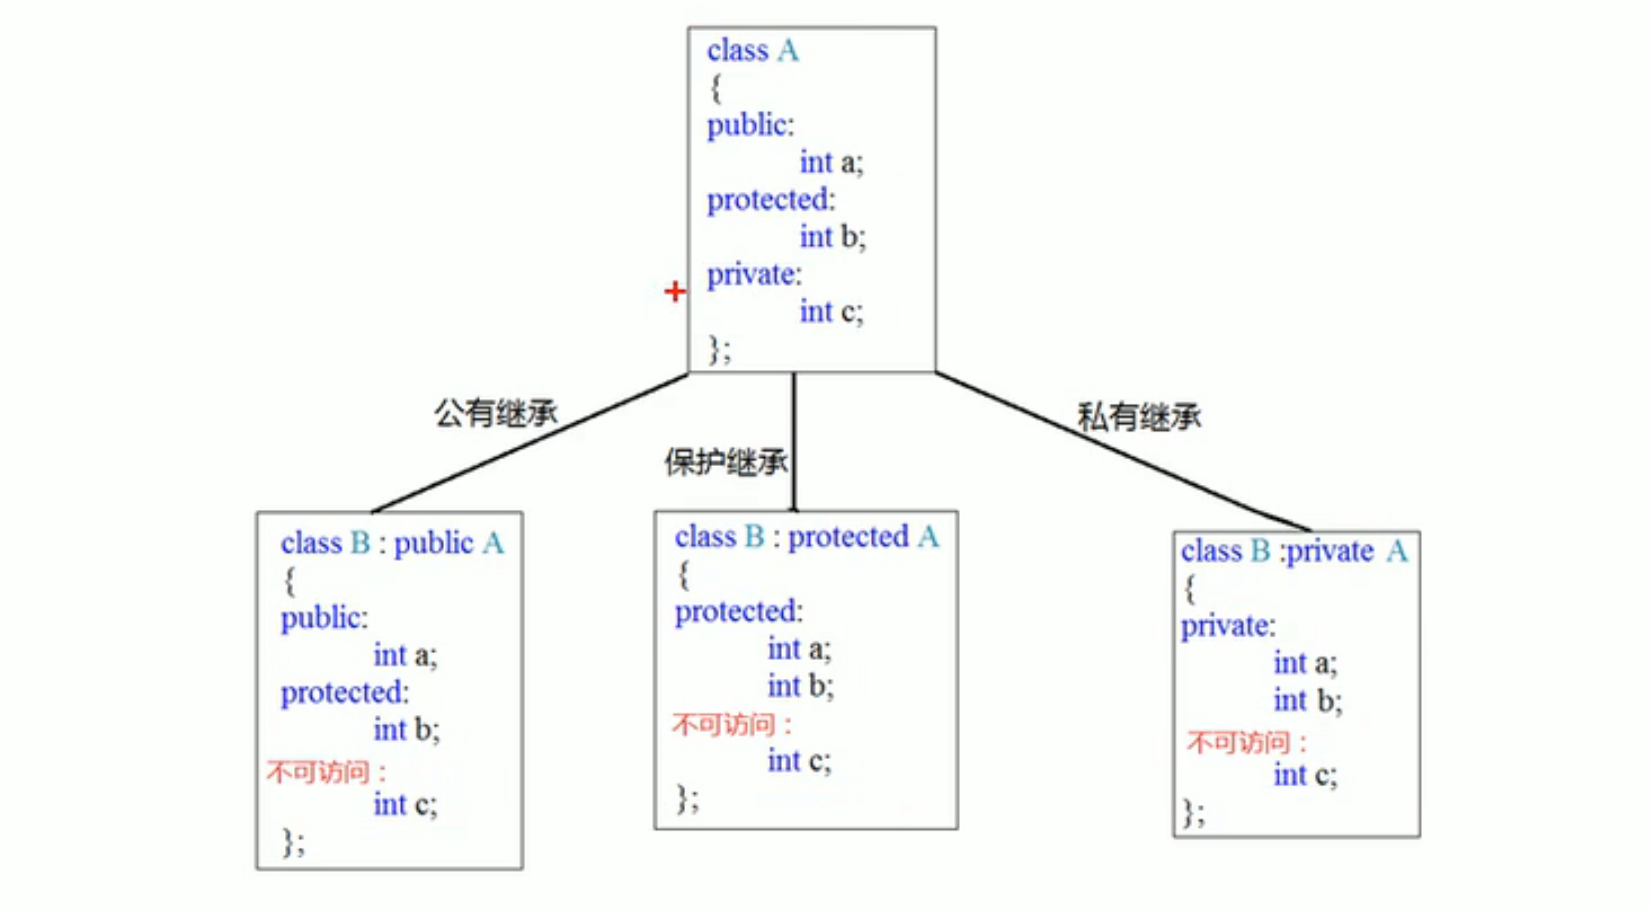 class A
{
public:
int a;
protected:
int b;
private:
int c;
};
公有继承
保护继承
私有继承
class B : public A
{
public:
int a;
protected:
int b;
不可访问：
int c;
};
class B : protected A
{
protected:
int a;
int b;
不可访问：
int c;
};
class B :private A
{
private:
int a;
int b;
不可访问：
int c;
};